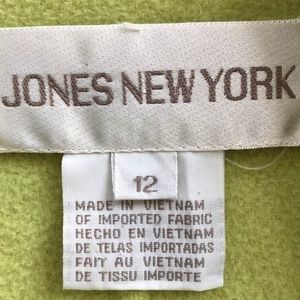 JONES NEW YORK
12
MADE IN VIETNAM
OF IMPORTED FABRIC
HECHO EN VIETNAM
DE TELAS IMPORTADAS
FAIT AU VIETNAM
DE TISSU IMPORTE